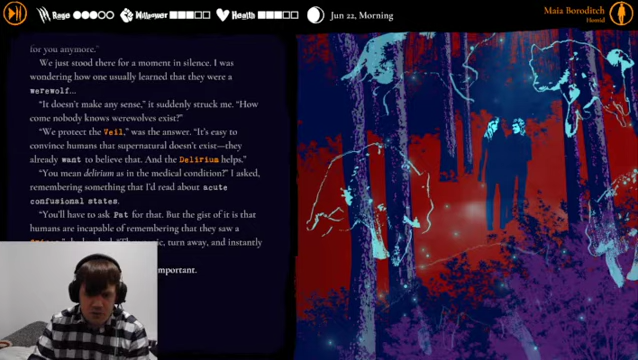 Rage Willpower Health Jun 22, Morning Maia Boroditch
Homid
for you anymore."
We just stood there for a moment in silence. I was
wondering how one usually learned that they were a
werewolf...
"It doesn't make any sense," it suddenly struck me. "How
come nobody knows werewolves exist?"
"We protect the Veil," was the answer. "It's easy to
convince humans that supernatural doesn't exist—they
already want to believe that. And the Delirium helps."
"You mean delirium as in the medical condition?" I asked,
remembering something that I'd read about acute
confusional states.
"You'll have to ask Pat for that. But the gist of it is that
humans are incapable of remembering that they saw a
turn away, and instantly
important.